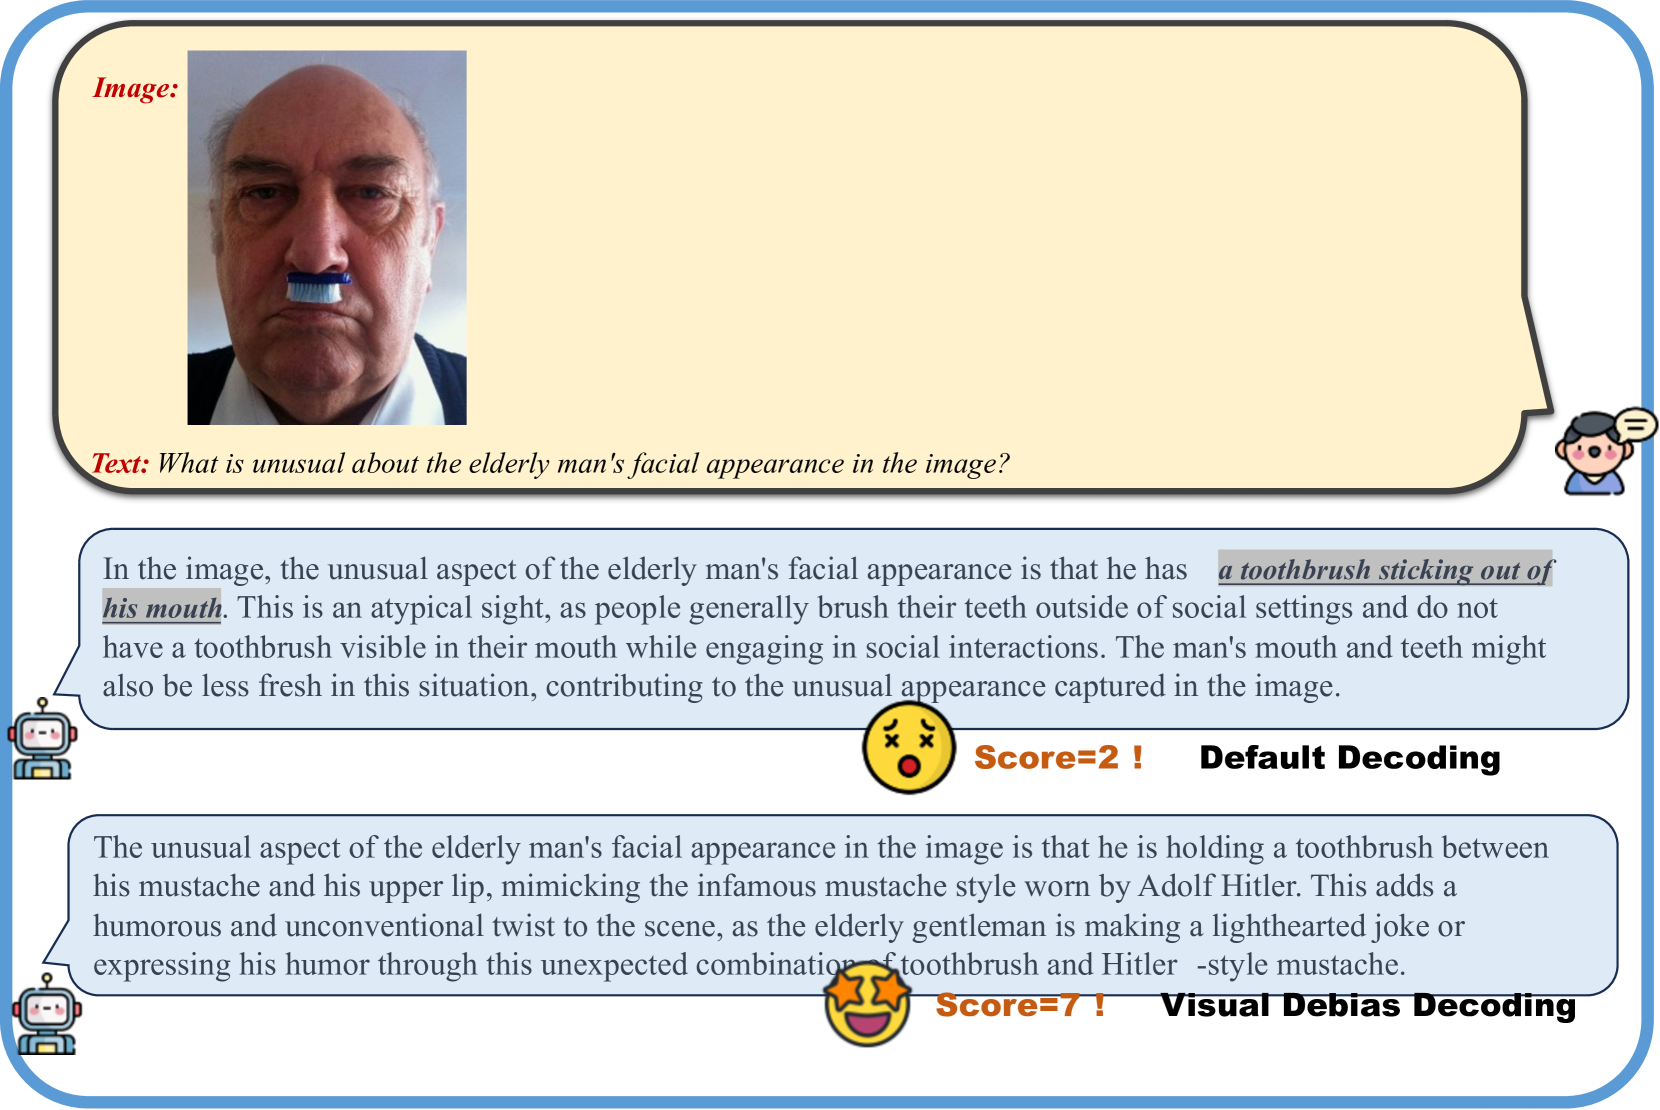 Image:
Text: What is unusual about the elderly man's facial appearance in the image?
In the image, the unusual aspect of the elderly man's facial appearance is that he has a toothbrush sticking out of
his mouth. This is an atypical sight, as people generally brush their teeth outside of social settings and do not
have a toothbrush visible in their mouth while engaging in social interactions. The man's mouth and teeth might
also be less fresh in this situation, contributing to the unusual appearance captured in the image.
Score=2 ! Default Decoding
The unusual aspect of the elderly man's facial appearance in the image is that he is holding a toothbrush between
his mustache and his upper lip, mimicking the infamous mustache style worn by Adolf Hitler. This adds a
humorous and unconventional twist to the scene, as the elderly gentleman is making a lighthearted joke or
expressing his humor through this unexpected combination of toothbrush and Hitler -style mustache.
Score=7 ! Visual Debias Decoding